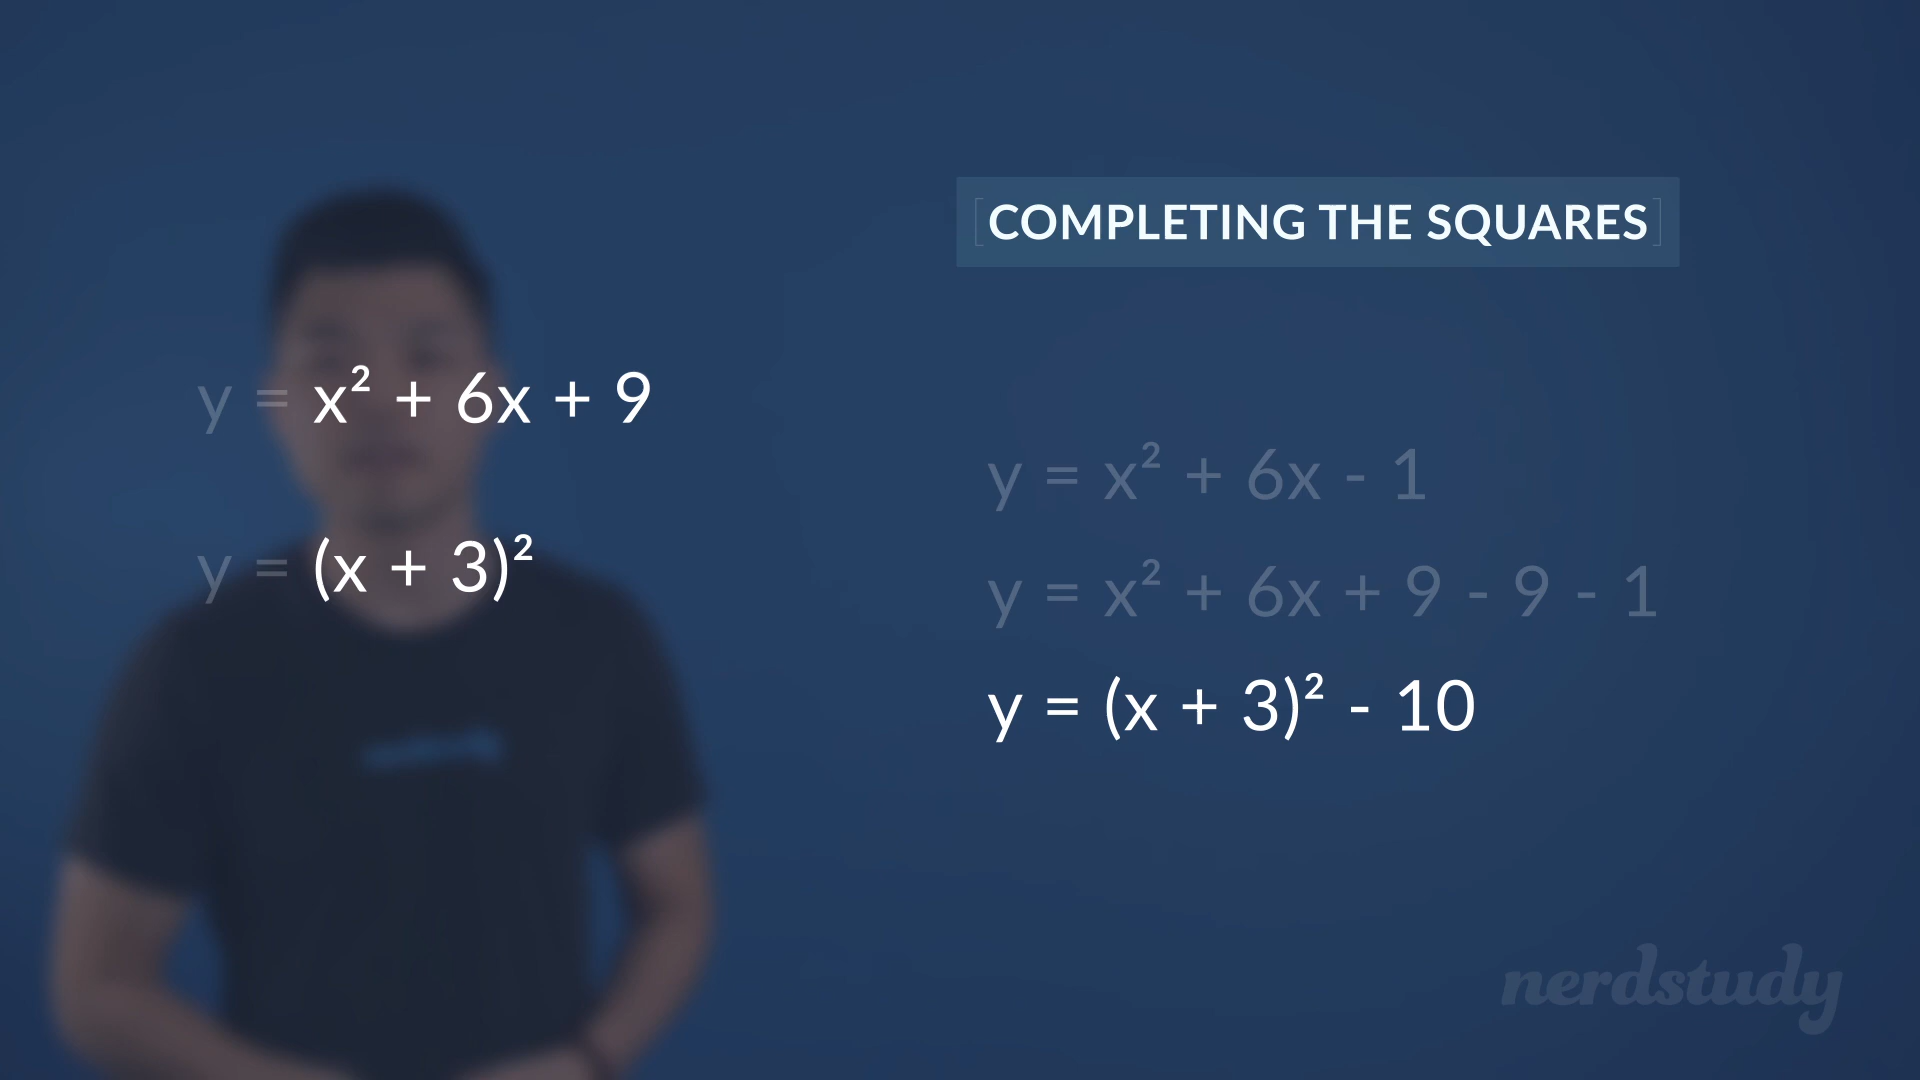 y = x² + 6x + 9
y = (x + 3)²
[COMPLETING THE SQUARES]
y = x² + 6x - 1
y = x² + 6x + 9 - 9 - 1
y = (x + 3)² - 10
nerdstudy